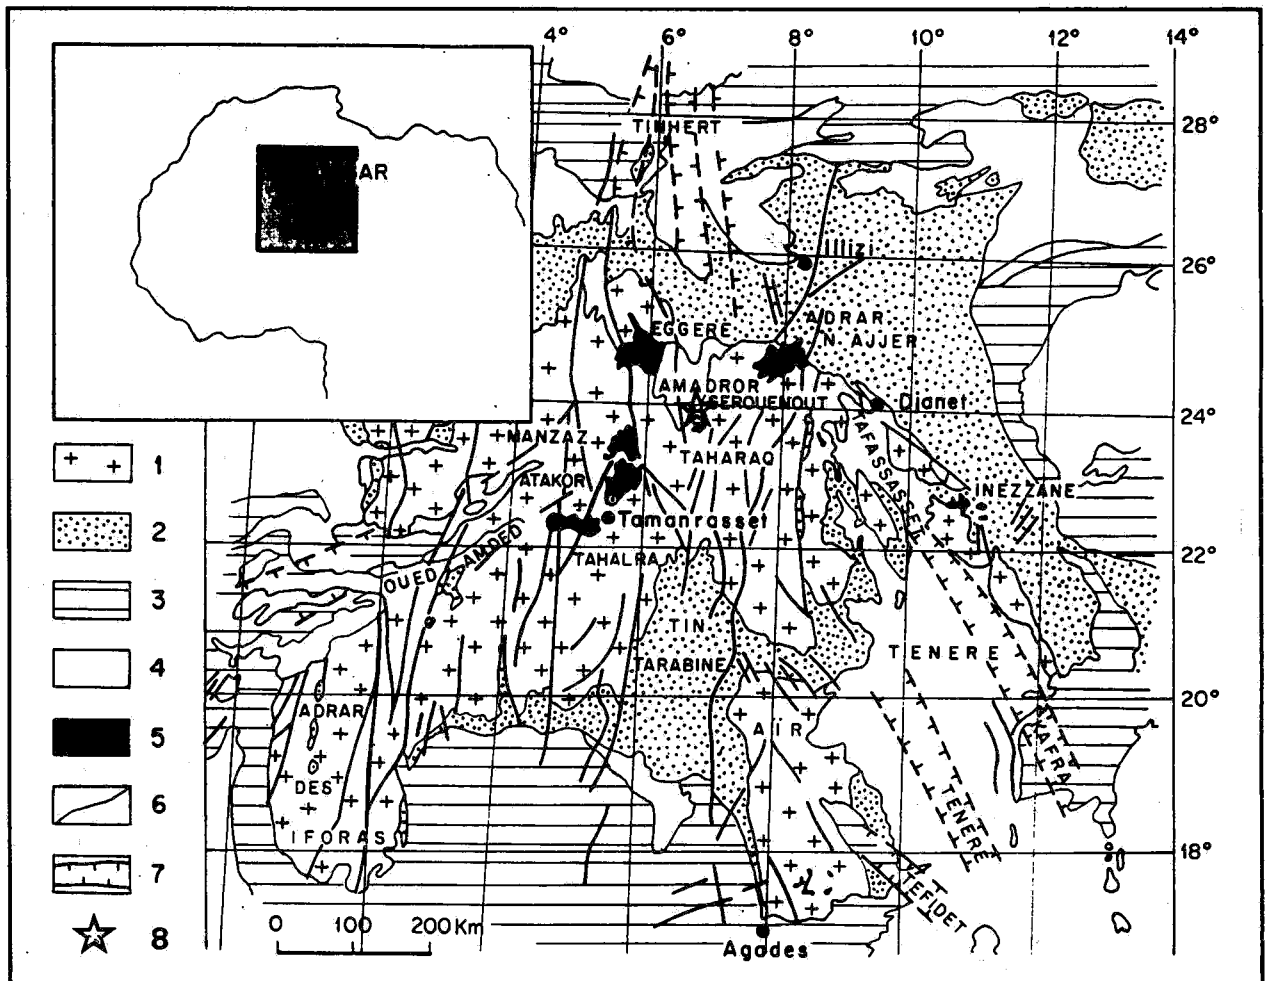 4° 6° 8° 10° 12° 14°
TINHERT
28°
AR
Illizi
26°
ADRAR
N. AJJER
EGGERE
AMADROR
SEROUENOUT
Djanet
24°
MANZAZ
TAFASSASSET
TAHARAQ
ATAKOR
INEZZANE
Tamanrasset
OUED AMDED
TAHALRA
22°
TIN
TARABINE
TENERE
20°
ADRAR
DES
IFORAS
AÏR
KAFRA
TENERE
18°
TEFIDET
Agades
1
2
3
4
5
6
7
8
0 100 200 Km